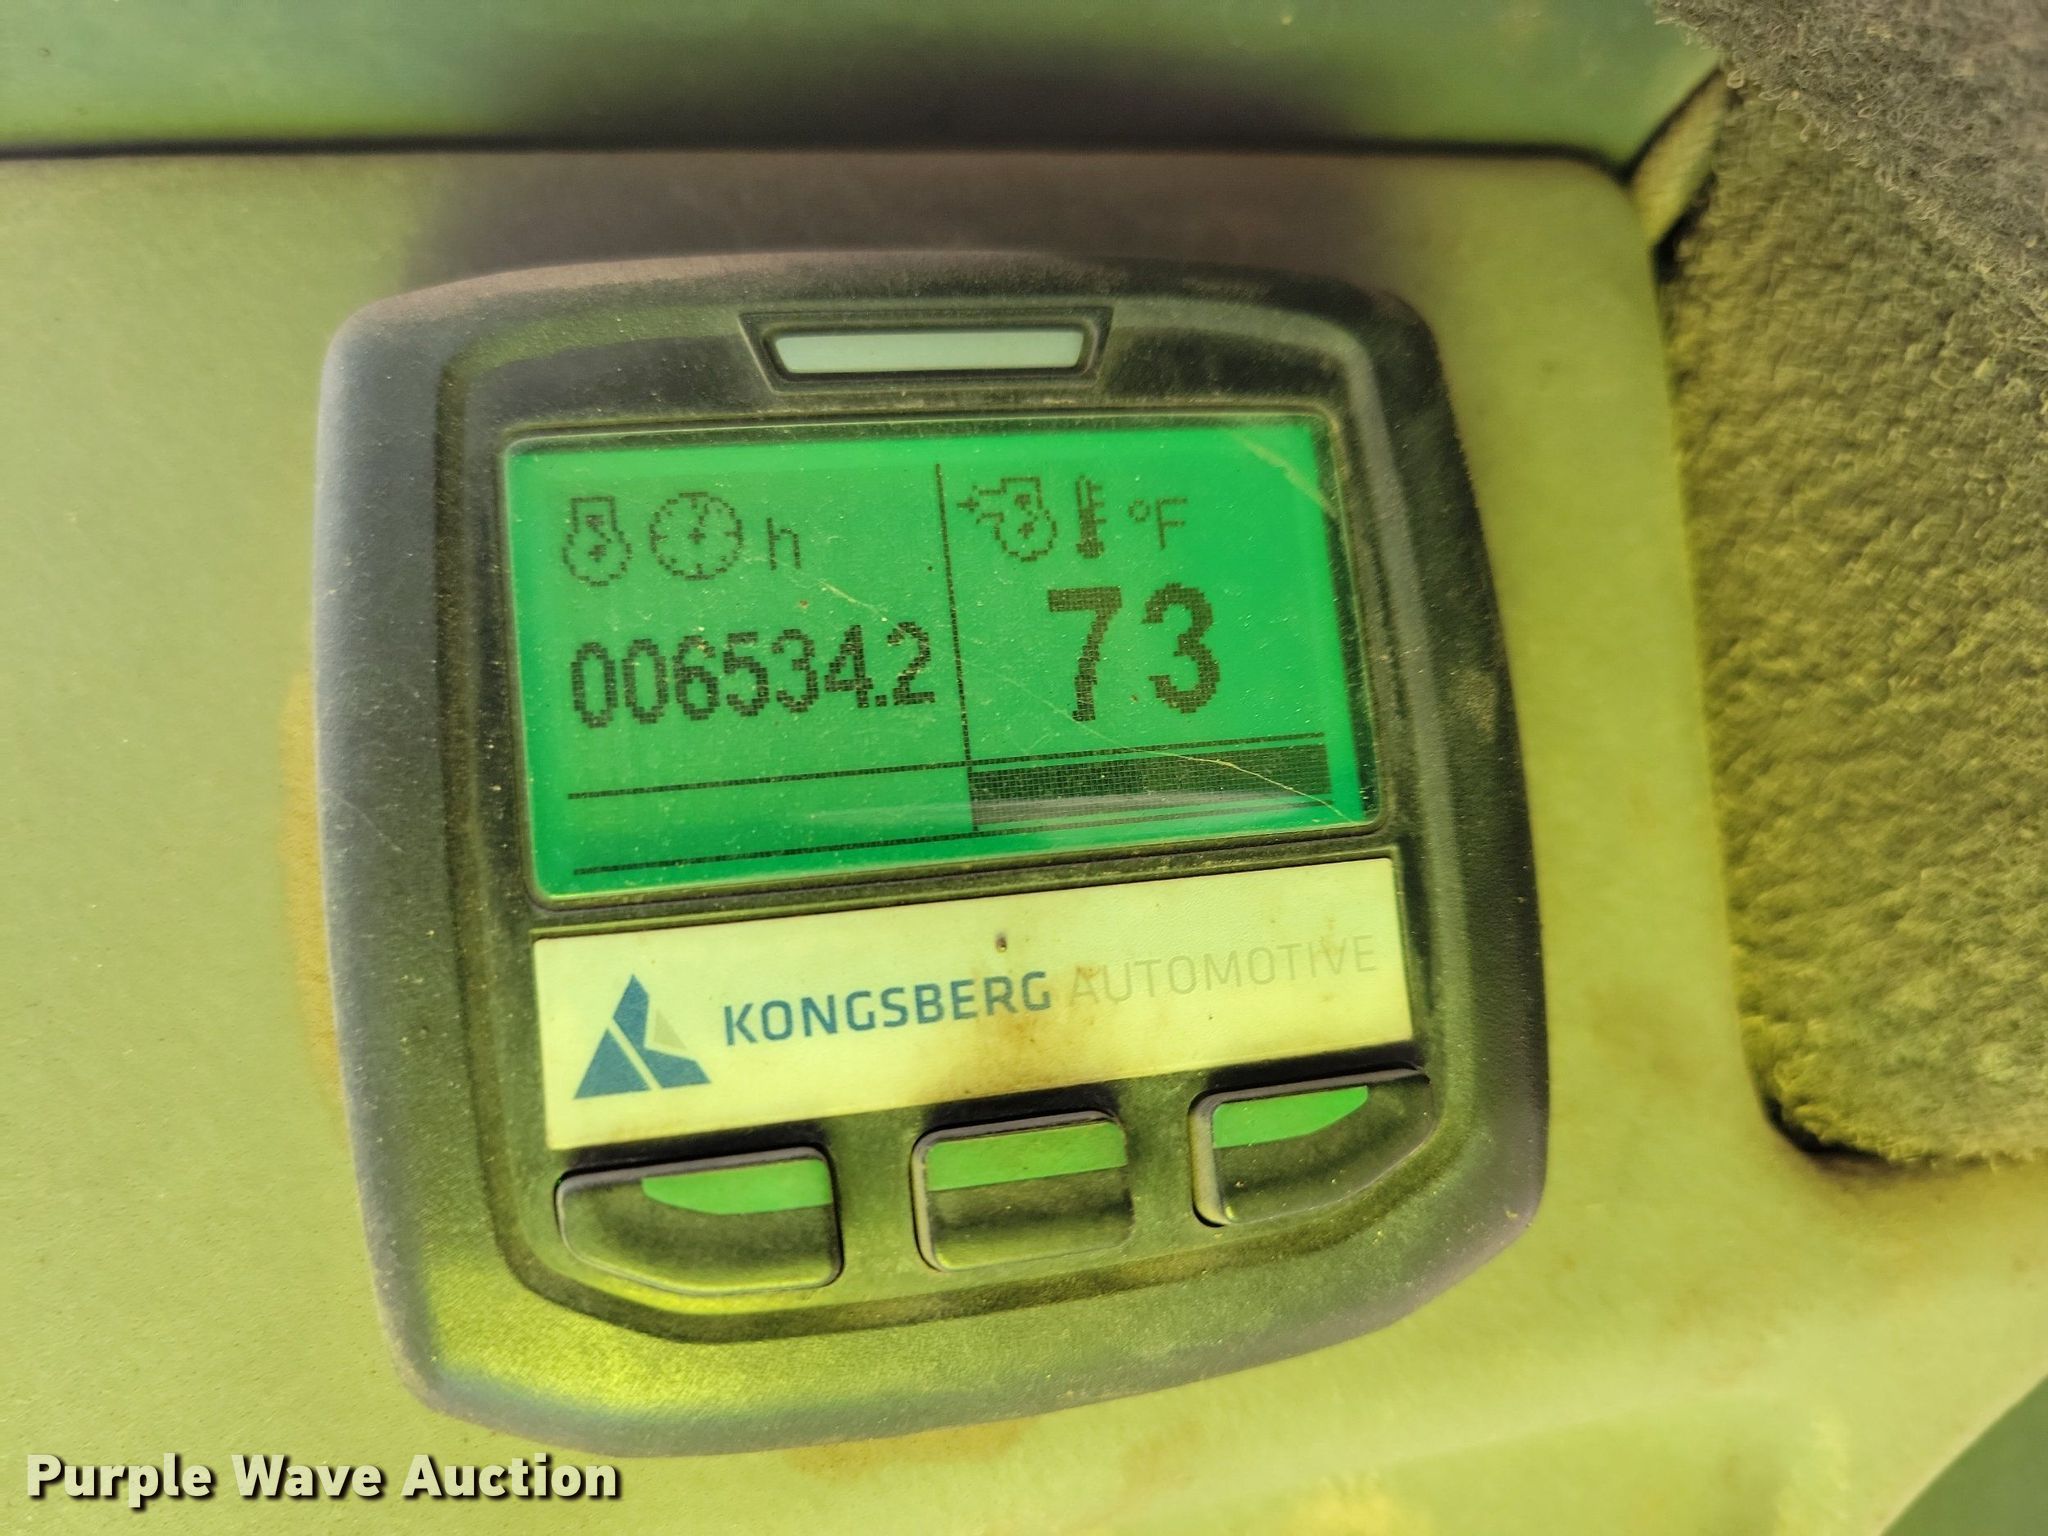 h
°F
006534.2
73
KONGSBERG AUTOMOTIVE
Purple Wave Auction